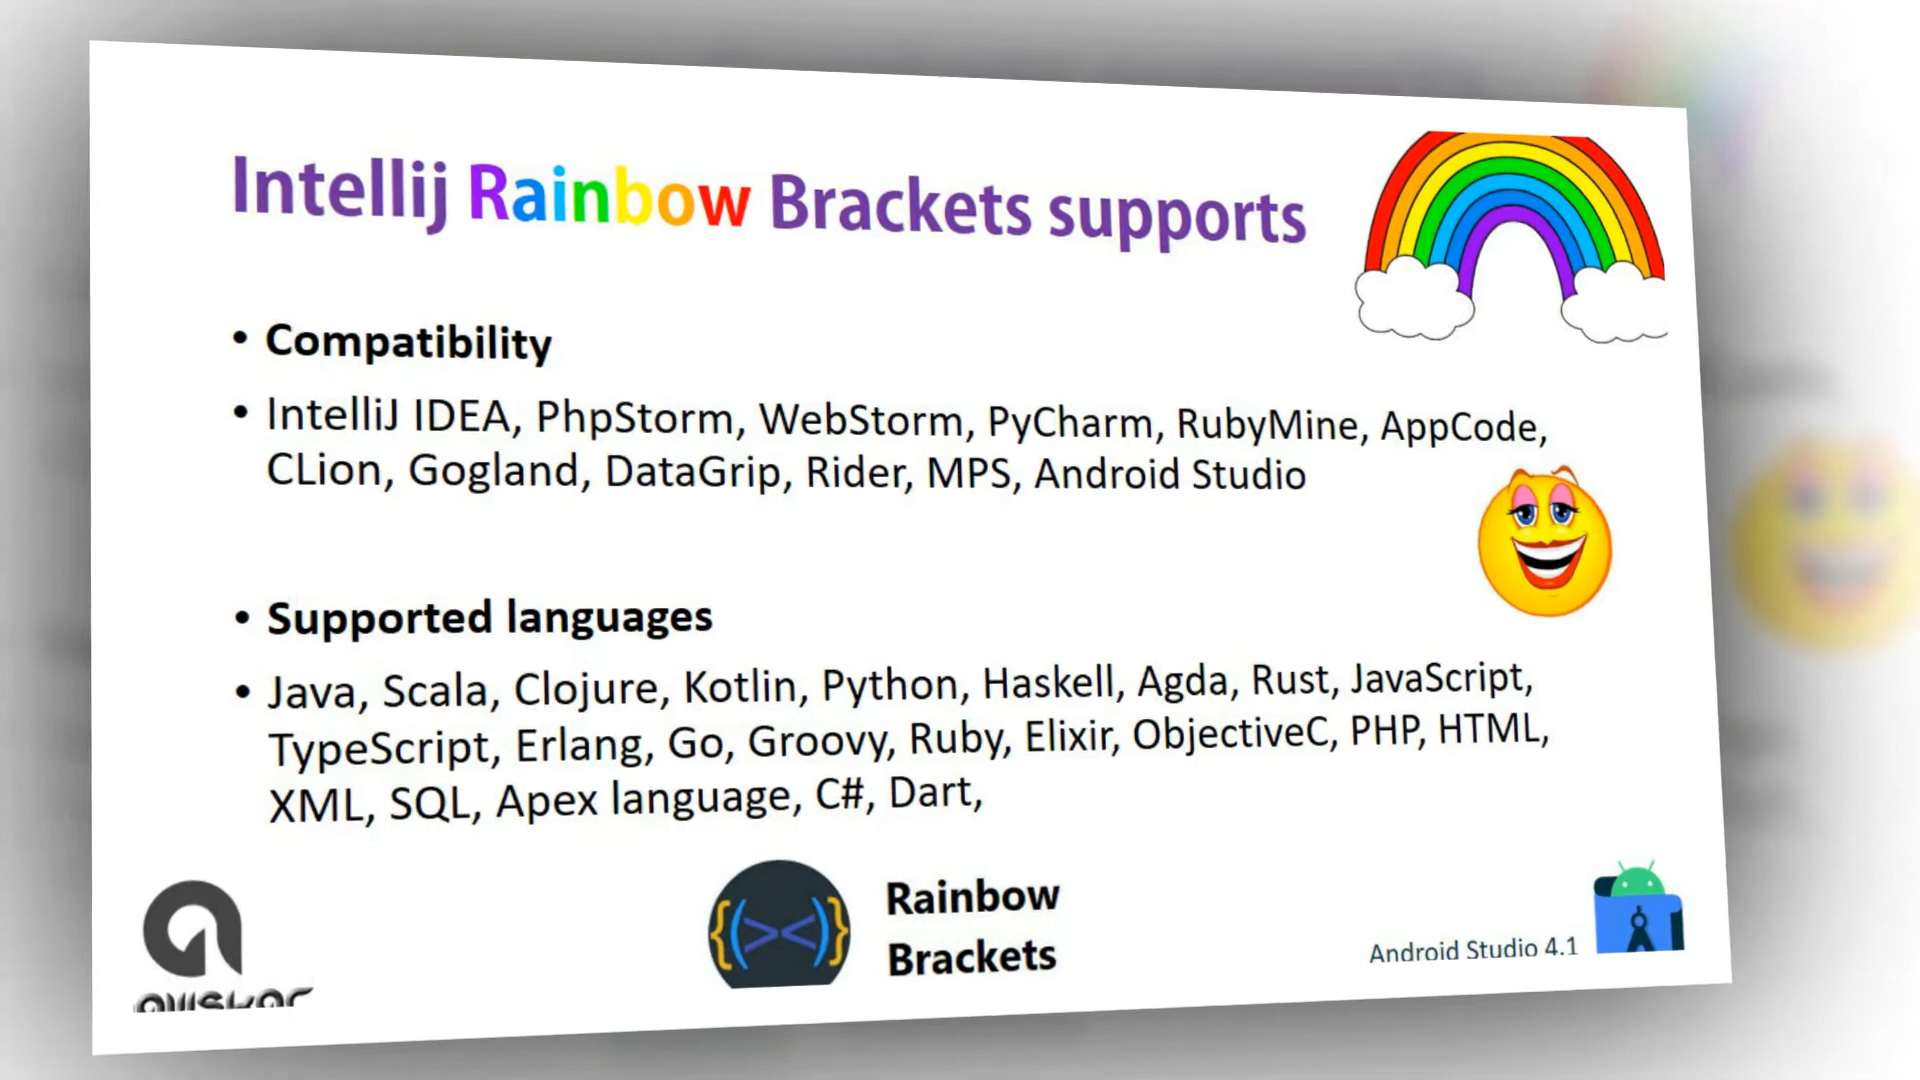 Intellij Rainbow Brackets supports
• Compatibility
• IntelliJ IDEA, PhpStorm, WebStorm, PyCharm, RubyMine, AppCode,
CLion, Gogland, DataGrip, Rider, MPS, Android Studio
• Supported languages
• Java, Scala, Clojure, Kotlin, Python, Haskell, Agda, Rust, JavaScript,
TypeScript, Erlang, Go, Groovy, Ruby, Elixir, ObjectiveC, PHP, HTML,
XML, SQL, Apex language, C#, Dart,
{(><)}
Rainbow
Brackets
Android Studio 4.1